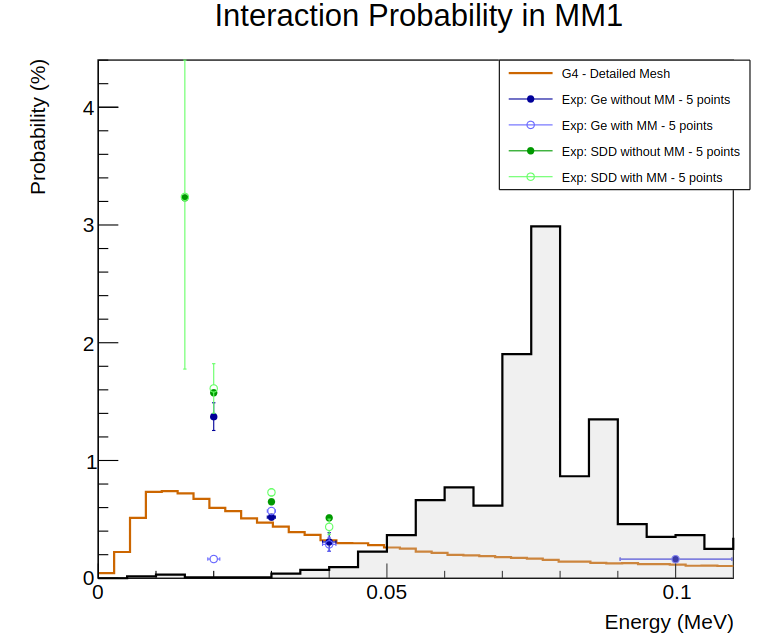 Interaction Probability in MM1
Probability (%)
4
3
2
1
0
G4 - Detailed Mesh
Exp: Ge without MM - 5 points
Exp: Ge with MM - 5 points
Exp: SDD without MM - 5 points
Exp: SDD with MM - 5 points
0
0.05
0.1
Energy (MeV)